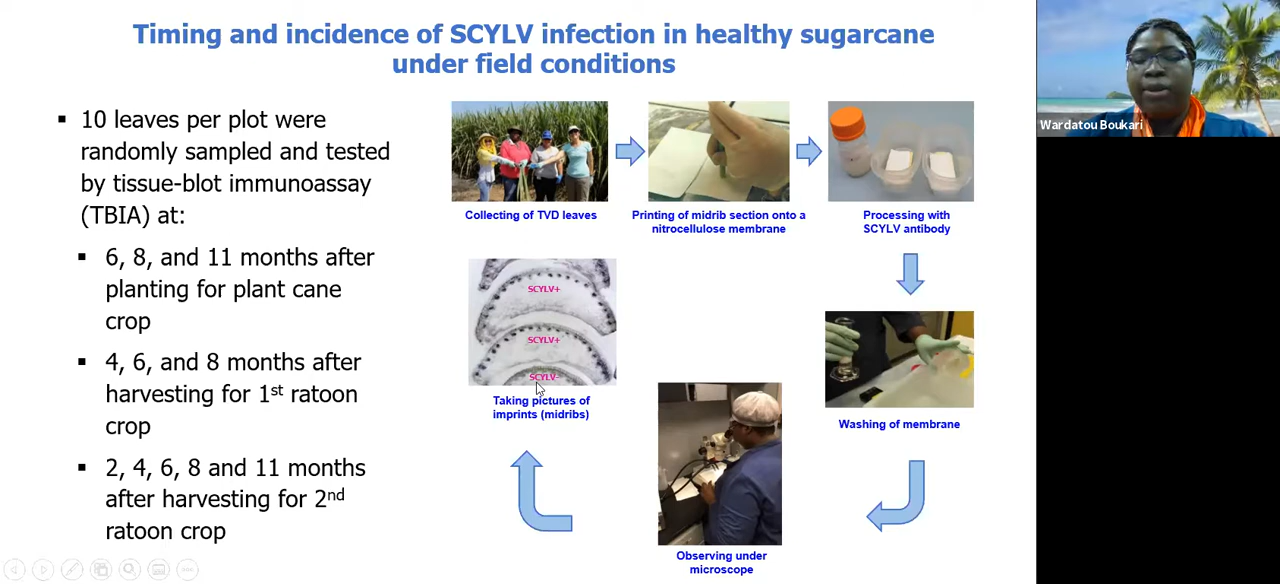 Timing and incidence of SCYLV infection in healthy sugarcane
under field conditions
▪ 10 leaves per plot were
randomly sampled and tested
by tissue-blot immunoassay
(TBIA) at:
▪ 6, 8, and 11 months after
planting for plant cane
crop
▪ 4, 6, and 8 months after
harvesting for 1st ratoon
crop
▪ 2, 4, 6, 8 and 11 months
after harvesting for 2nd
ratoon crop
Collecting of TVD leaves
Printing of midrib section onto a
nitrocellulose membrane
Processing with
SCYLV antibody
Washing of membrane
Observing under
microscope
SCYLV+
SCYLV+
SCYLV-
Taking pictures of
imprints (midribs)
Wardatou Boukari